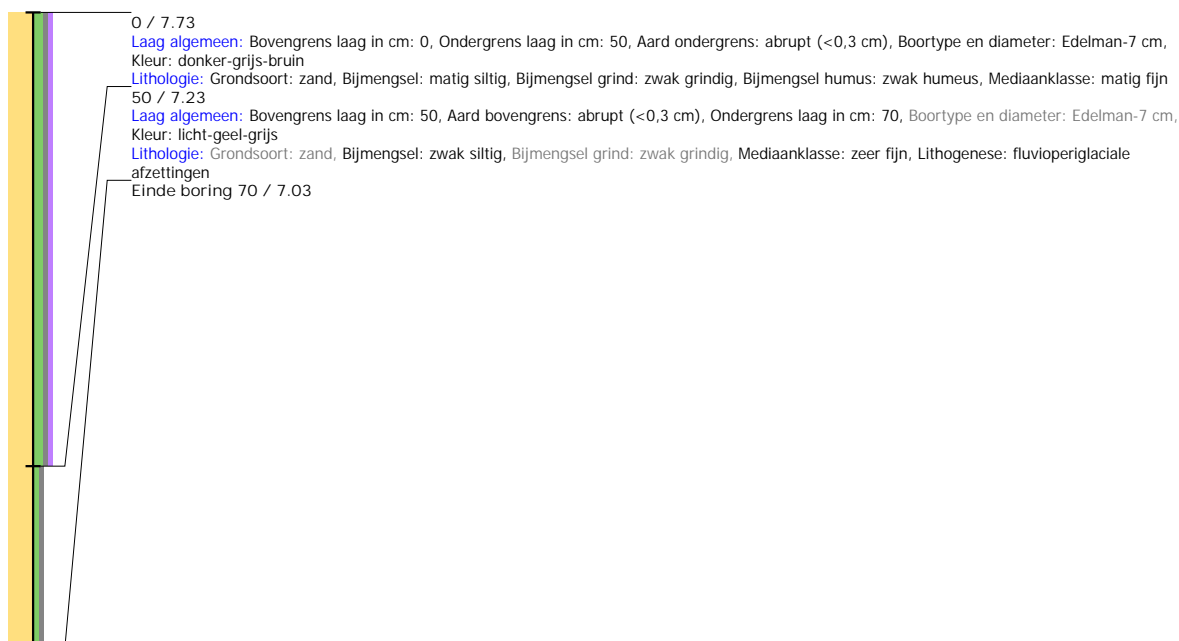 0 / 7.73
Laag algemeen: Bovengrens laag in cm: 0, Ondergrens laag in cm: 50, Aard ondergrens: abrupt (<0,3 cm), Boortype en diameter: Edelman-7 cm,
Kleur: donker-grijs-bruin
Lithologie: Grondsoort: zand, Bijmengsel: matig siltig, Bijmengsel grind: zwak grindig, Bijmengsel humus: zwak humeus, Mediaanklasse: matig fijn
50 / 7.23
Laag algemeen: Bovengrens laag in cm: 50, Aard bovengrens: abrupt (<0,3 cm), Ondergrens laag in cm: 70, Boortype en diameter: Edelman-7 cm,
Kleur: licht-geel-grijs
Lithologie: Grondsoort: zand, Bijmengsel: zwak siltig, Bijmengsel grind: zwak grindig, Mediaanklasse: zeer fijn, Lithogenese: fluvioperiglaciale
afzettingen
Einde boring 70 / 7.03